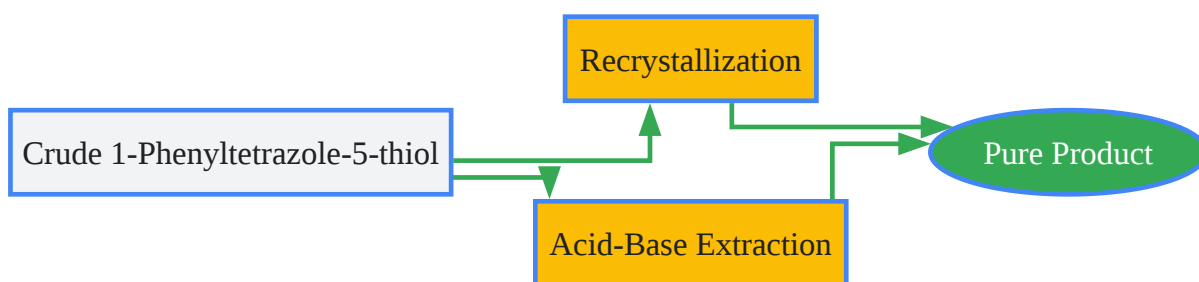 Recrystallization
Crude 1-Phenyltetrazole-5-thiol
Pure Product
Acid-Base Extraction